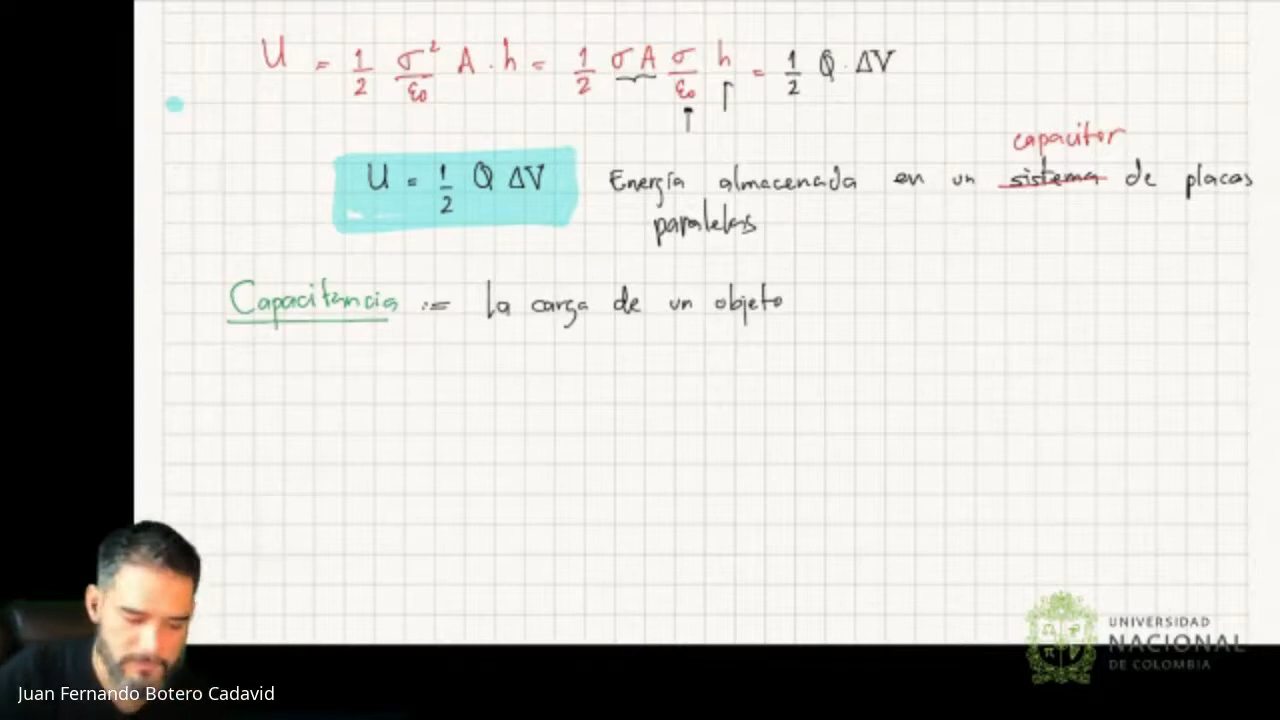 U = 1/2 σ²/ε₀ A · h = 1/2 σ A σ/ε₀ h = 1/2 Q · ΔV
capacitor
U = 1/2 Q ΔV Energía almacenada en un sistema de placas
paralelas
Capacitancia := la carga de un objeto
UNIVERSIDAD
NACIONAL
DE COLOMBIA
Juan Fernando Botero Cadavid